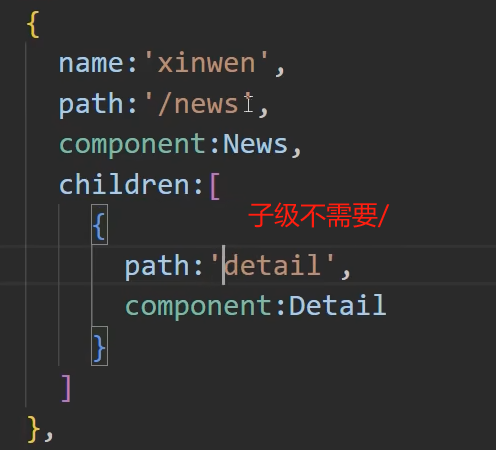 {
name:'xinwen',
path:'/news',
component:News,
children:[
子级不需要/
{
path:'detail',
component:Detail
}
]
},